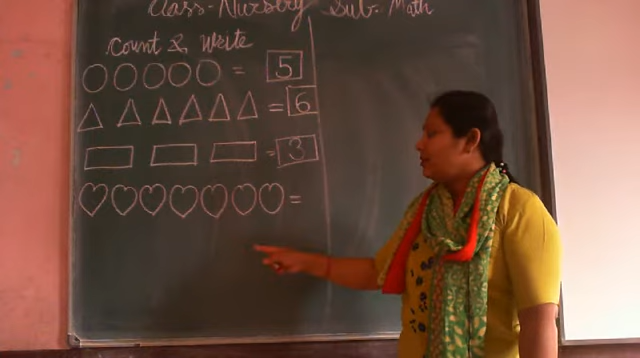 Class-Nursery Sub. Math
Count & Write
= 5
= 6
= 3
=